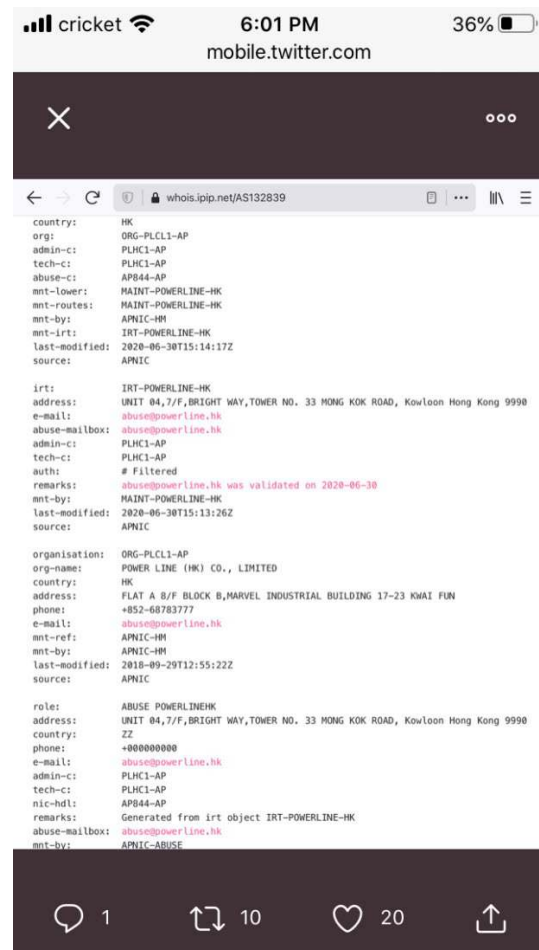 cricket 6:01 PM 36%
mobile.twitter.com
whois.ipip.net/AS132839
country: HK
org: ORG-PLCL1-AP
admin-c: PLHC1-AP
tech-c: PLHC1-AP
abuse-c: AP844-AP
mnt-lower: MAINT-POWERLINE-HK
mnt-routes: MAINT-POWERLINE-HK
mnt-by: APNIC-HM
mnt-irt: IRT-POWERLINE-HK
last-modified: 2020-06-30T15:14:17Z
source: APNIC
irt: IRT-POWERLINE-HK
address: UNIT 04,7/F,BRIGHT WAY,TOWER NO. 33 MONG KOK ROAD, Kowloon Hong Kong 9990
e-mail: abuse@powerline.hk
abuse-mailbox: abuse@powerline.hk
admin-c: PLHC1-AP
tech-c: PLHC1-AP
auth: # Filtered
remarks: abuse@powerline.hk was validated on 2020-06-30
mnt-by: MAINT-POWERLINE-HK
last-modified: 2020-06-30T15:13:26Z
source: APNIC
organisation: ORG-PLCL1-AP
org-name: POWER LINE (HK) CO., LIMITED
country: HK
address: FLAT A 8/F BLOCK B,MARVEL INDUSTRIAL BUILDING 17-23 KWAI FUN
phone: +852-68783777
e-mail: abuse@powerline.hk
mnt-ref: APNIC-HM
mnt-by: APNIC-HM
last-modified: 2018-09-29T12:55:22Z
source: APNIC
role: ABUSE POWERLINEHK
address: UNIT 04,7/F,BRIGHT WAY,TOWER NO. 33 MONG KOK ROAD, Kowloon Hong Kong 9990
country: ZZ
phone: +000000000
e-mail: abuse@powerline.hk
admin-c: PLHC1-AP
tech-c: PLHC1-AP
nic-hdl: AP844-AP
remarks: Generated from irt object IRT-POWERLINE-HK
abuse-mailbox: abuse@powerline.hk
mnt-by: APNIC-ABUSE
1 10 20